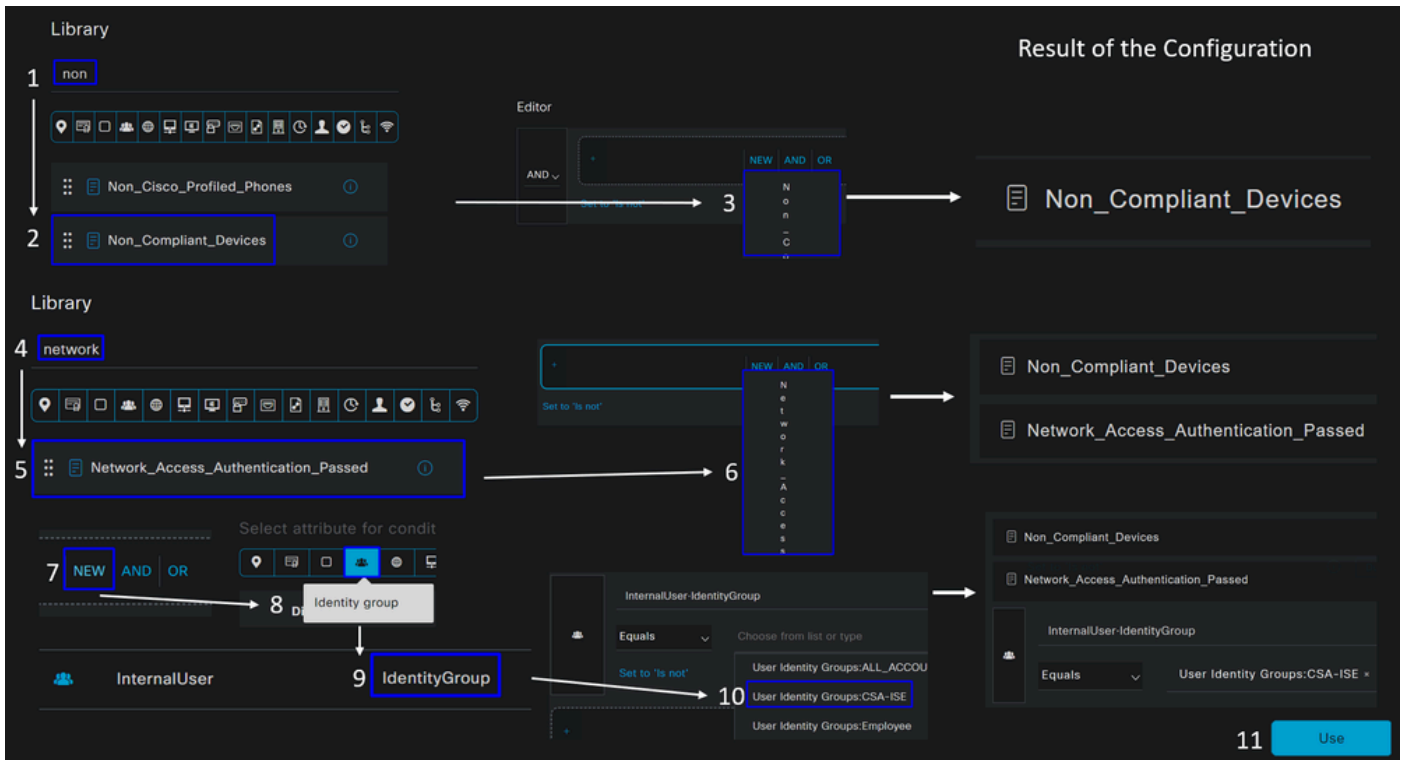 Library
Result of the Configuration
1 non
Editor
NEW AND OR
AND
+
Non_Cisco_Profiled_Phones
Set to 'Is not'
3
N
o
n
_
C
Non_Compliant_Devices
2 Non_Compliant_Devices
Library
4 network
+
NEW AND OR
Set to 'Is not'
N
e
t
w
o
r
k
_
A
c
c
e
s
s
6
Non_Compliant_Devices
Network_Access_Authentication_Passed
5 Network_Access_Authentication_Passed
Select attribute for condit
7 NEW AND OR
8 Di
Identity group
InternalUser
9 IdentityGroup
InternalUser·IdentityGroup
Equals
Choose from list or type
Set to 'Is not'
User Identity Groups:ALL_ACCOU
10 User Identity Groups:CSA-ISE
User Identity Groups:Employee
+
Non_Compliant_Devices
Network_Access_Authentication_Passed
InternalUser·IdentityGroup
Equals
User Identity Groups:CSA-ISE ×
11 Use